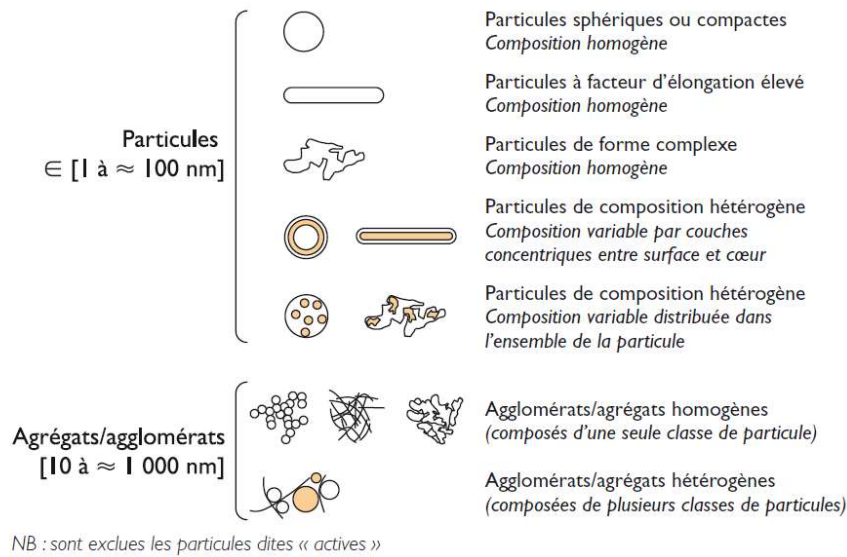 Particules sphériques ou compactes
Composition homogène
Particules à facteur d'élongation élevé
Composition homogène
Particules
∈ [1 à ≈ 100 nm]
Particules de forme complexe
Composition homogène
Particules de composition hétérogène
Composition variable par couches
concentriques entre surface et cœur
Particules de composition hétérogène
Composition variable distribuée dans
l'ensemble de la particule
Agrégats/agglomérats
[10 à ≈ 1 000 nm]
Agglomérats/agrégats homogènes
(composés d'une seule classe de particule)
Agglomérats/agrégats hétérogènes
(composées de plusieurs classes de particules)
NB : sont exclues les particules dites « actives »